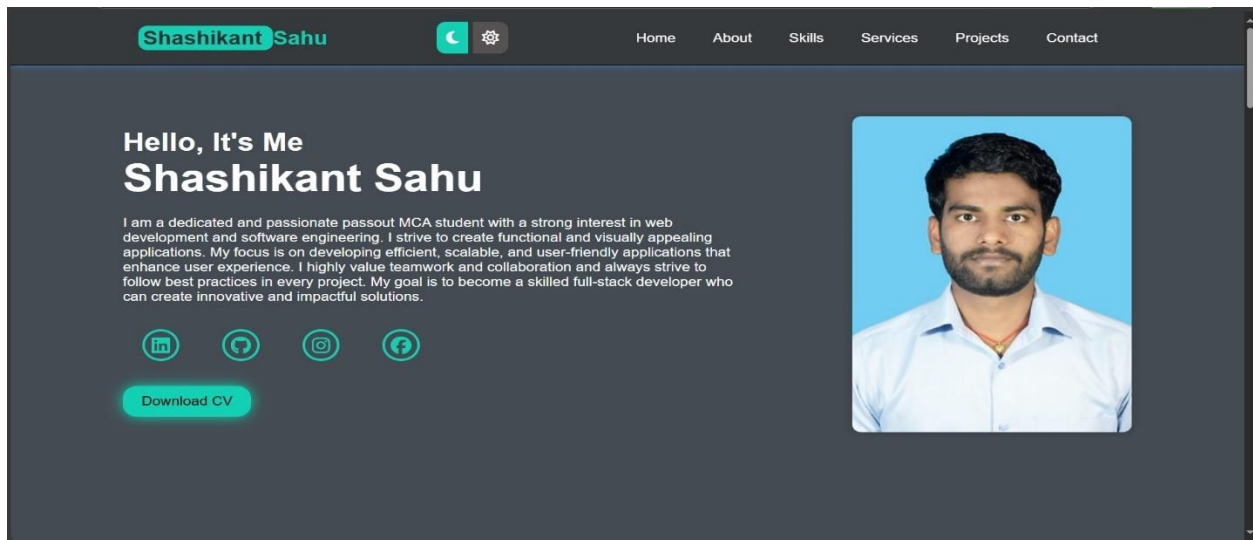 Shashikant Sahu
Home About Skills Services Projects Contact
Hello, It's Me
Shashikant Sahu
I am a dedicated and passionate passout MCA student with a strong interest in web
development and software engineering. I strive to create functional and visually appealing
applications. My focus is on developing efficient, scalable, and user-friendly applications that
enhance user experience. I highly value teamwork and collaboration and always strive to
follow best practices in every project. My goal is to become a skilled full-stack developer who
can create innovative and impactful solutions.
in
Download CV